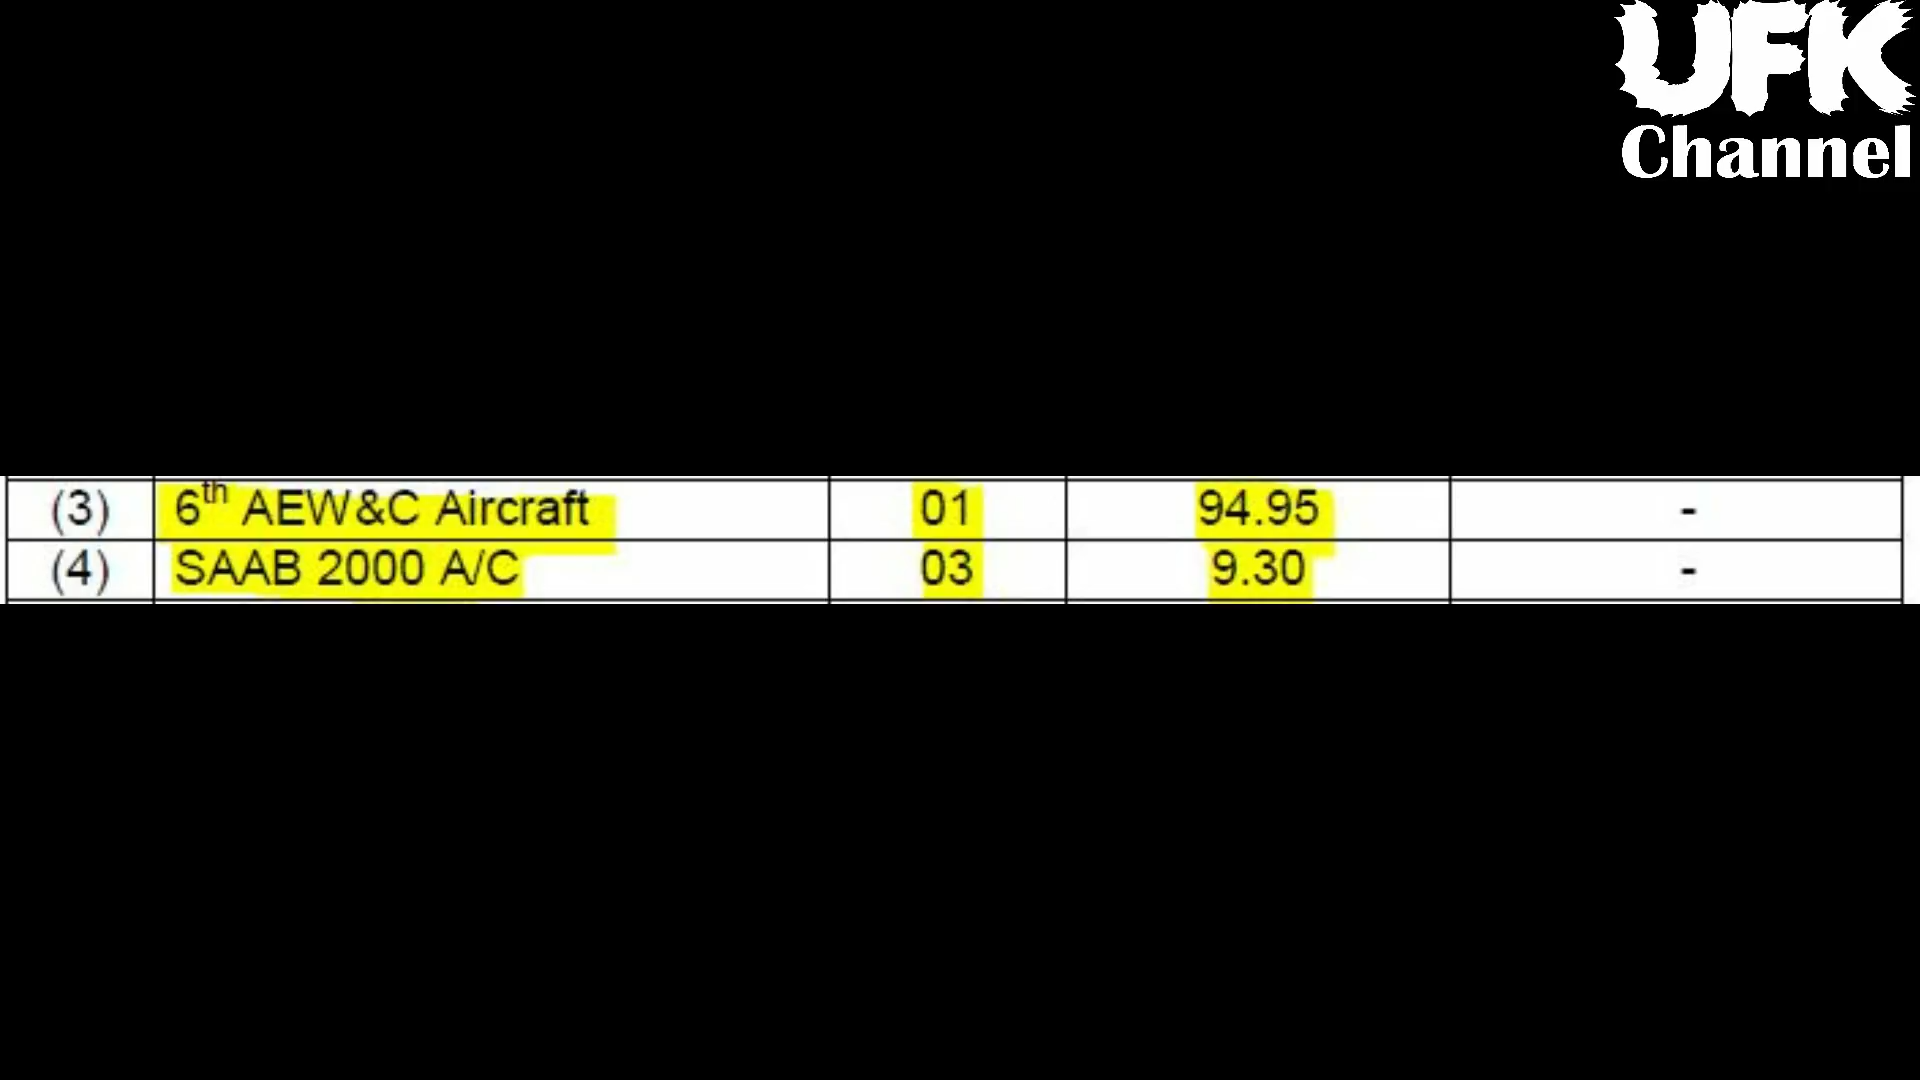 UFK
Channel
(3) 6th AEW&C Aircraft 01 94.95 -
(4) SAAB 2000 A/C 03 9.30 -